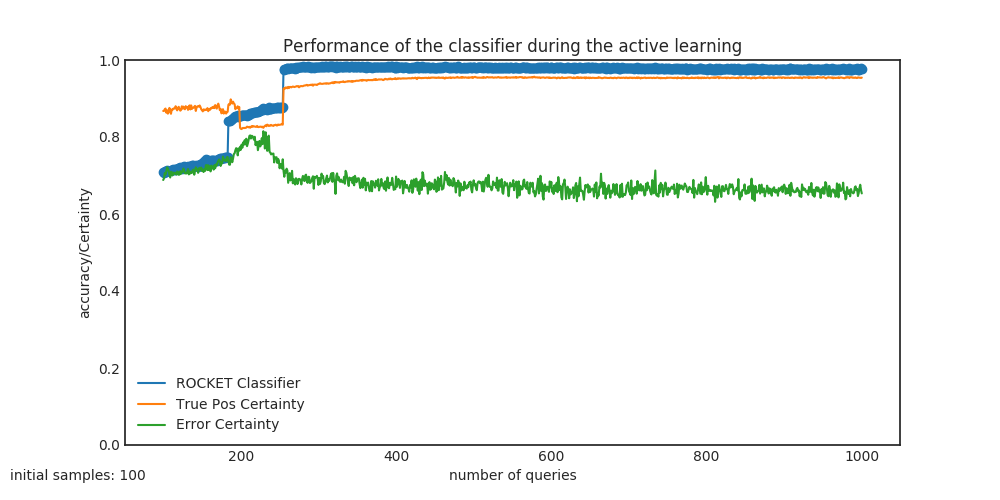 Performance of the classifier during the active learning
1.0
0.8
0.6
0.4
0.2
0.0
accuracy/Certainty
ROCKET Classifier
True Pos Certainty
Error Certainty
200 400 600 800 1000
number of queries
initial samples: 100